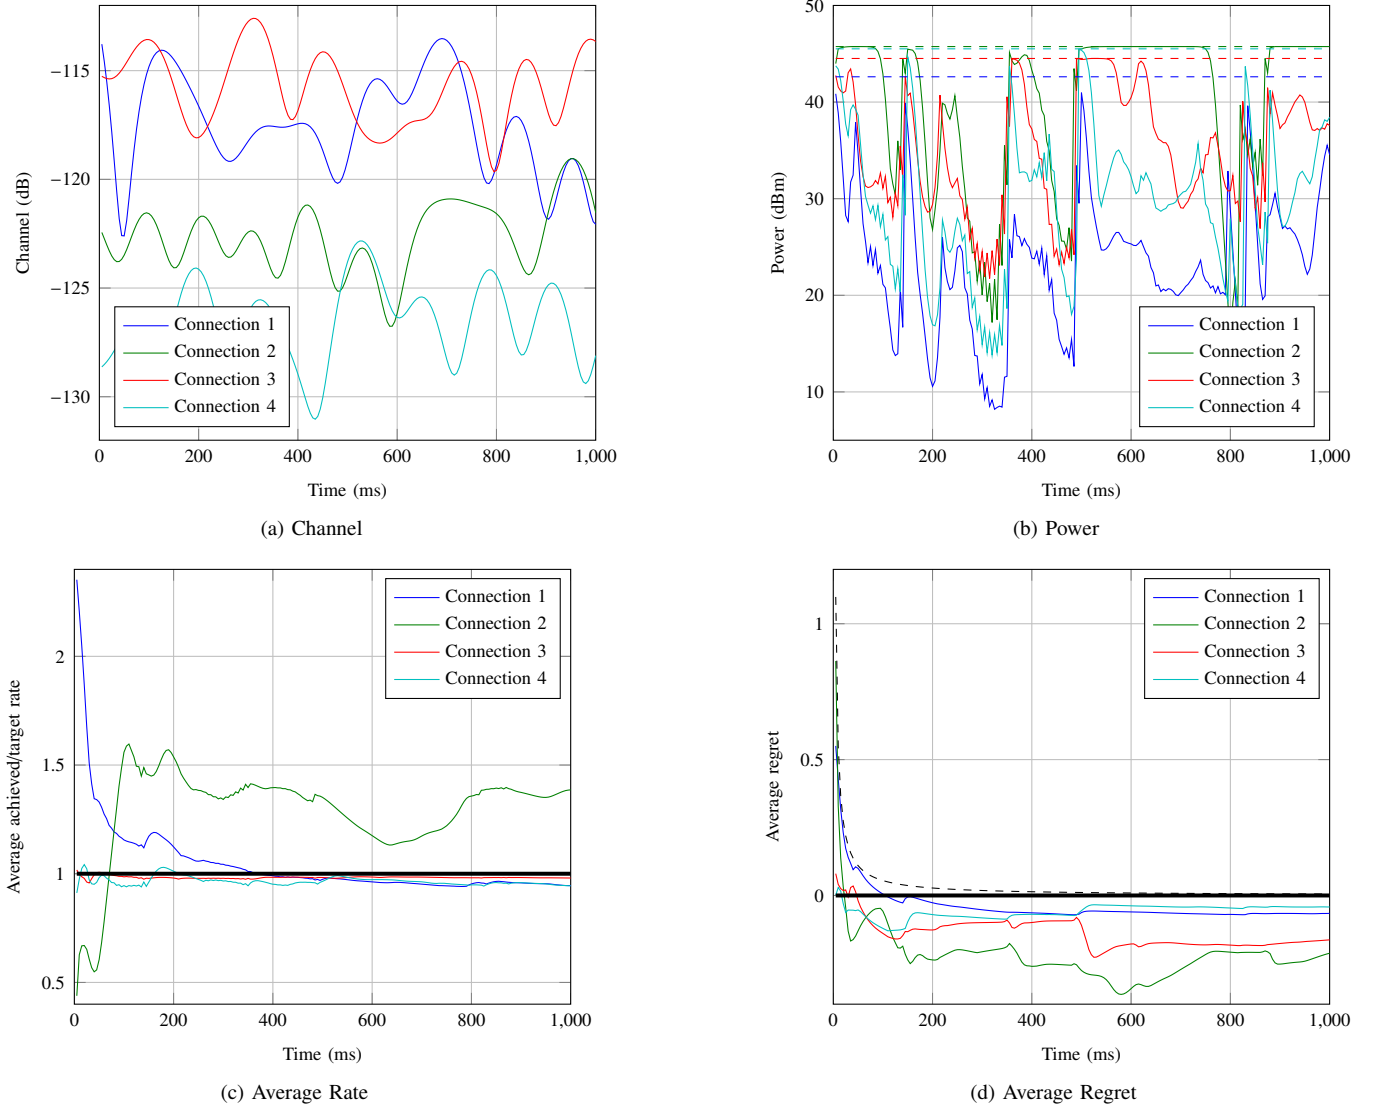 Channel (dB)
−115
−120
−125
−130
Connection 1
Connection 2
Connection 3
Connection 4
0 200 400 600 800 1,000
Time (ms)
(a) Channel
Power (dBm)
50
40
30
20
10
Connection 1
Connection 2
Connection 3
Connection 4
0 200 400 600 800 1,000
Time (ms)
(b) Power
Average achieved/target rate
2
1.5
1
0.5
Connection 1
Connection 2
Connection 3
Connection 4
0 200 400 600 800 1,000
Time (ms)
(c) Average Rate
Average regret
1
0.5
0
Connection 1
Connection 2
Connection 3
Connection 4
0 200 400 600 800 1,000
Time (ms)
(d) Average Regret